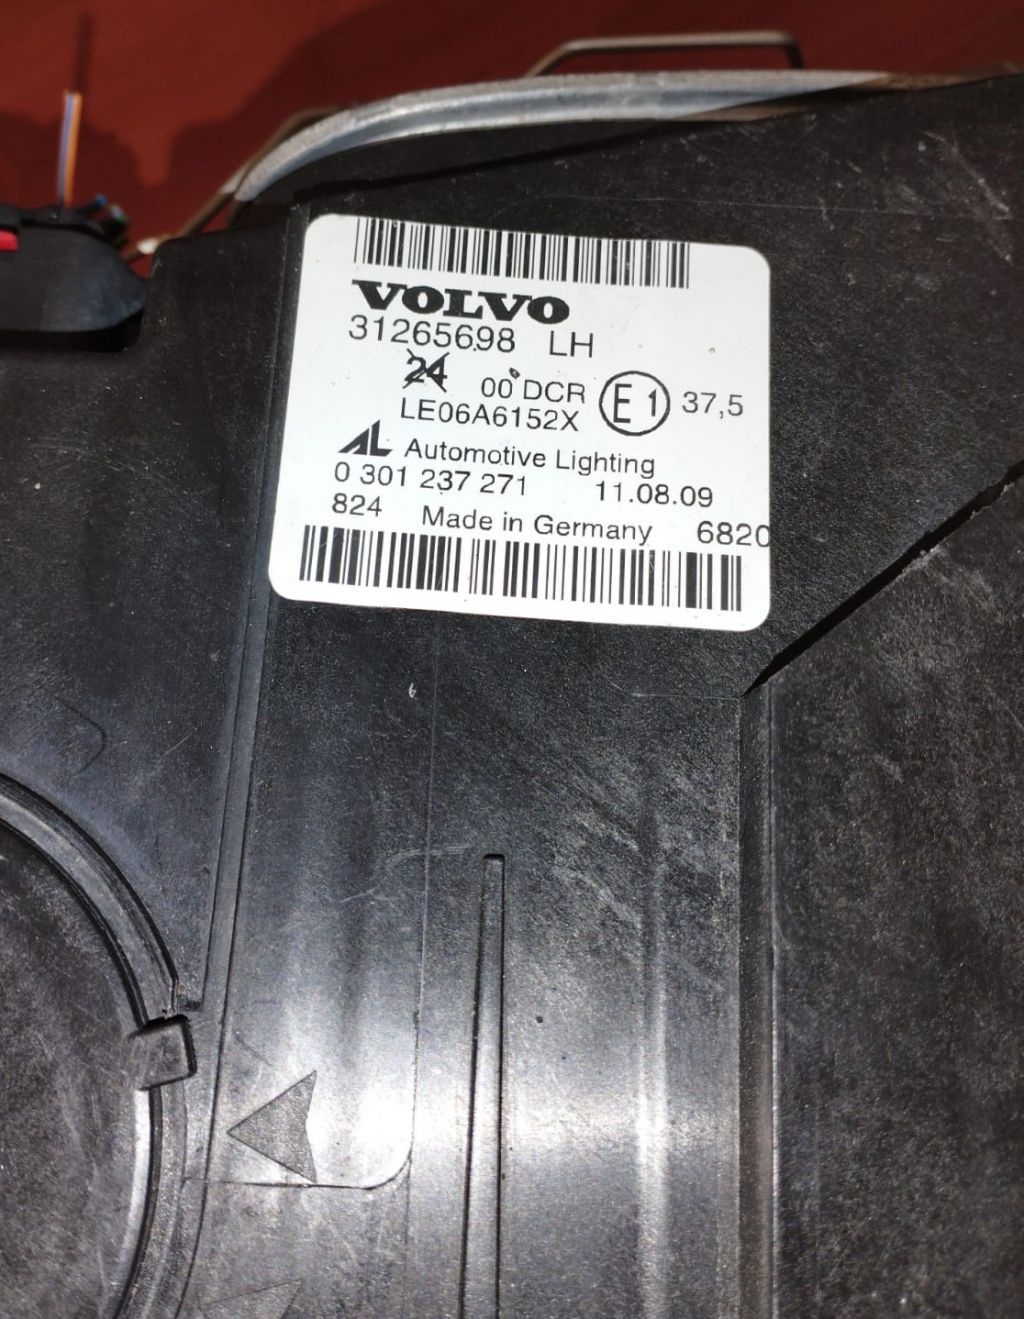 VOLVO
31265698 LH
24 00 DCR E1 37,5
LE06A6152X
AL Automotive Lighting
0 301 237 271 11.08.09
824 Made in Germany 6820